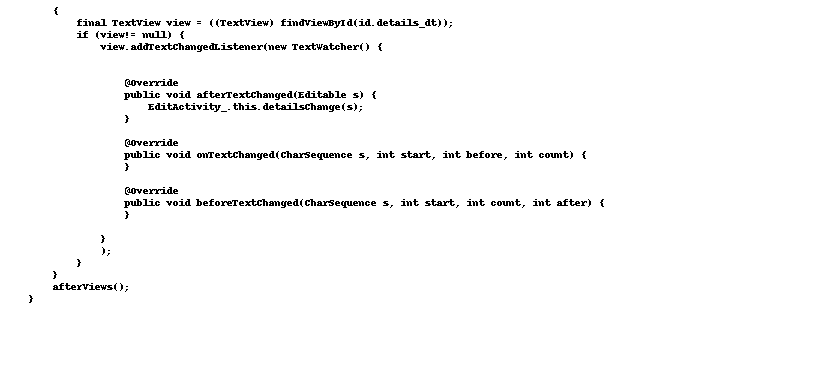 {
final TextView view = ((TextView) findViewById(id.details_dt));
if (view!= null) {
view.addTextChangedListener(new TextWatcher() {
@Override
public void afterTextChanged(Editable s) {
EditActivity_.this.detailsChange(s);
}
@Override
public void onTextChanged(CharSequence s, int start, int before, int count) {
}
@Override
public void beforeTextChanged(CharSequence s, int start, int count, int after) {
}
}
);
}
}
afterViews();
}